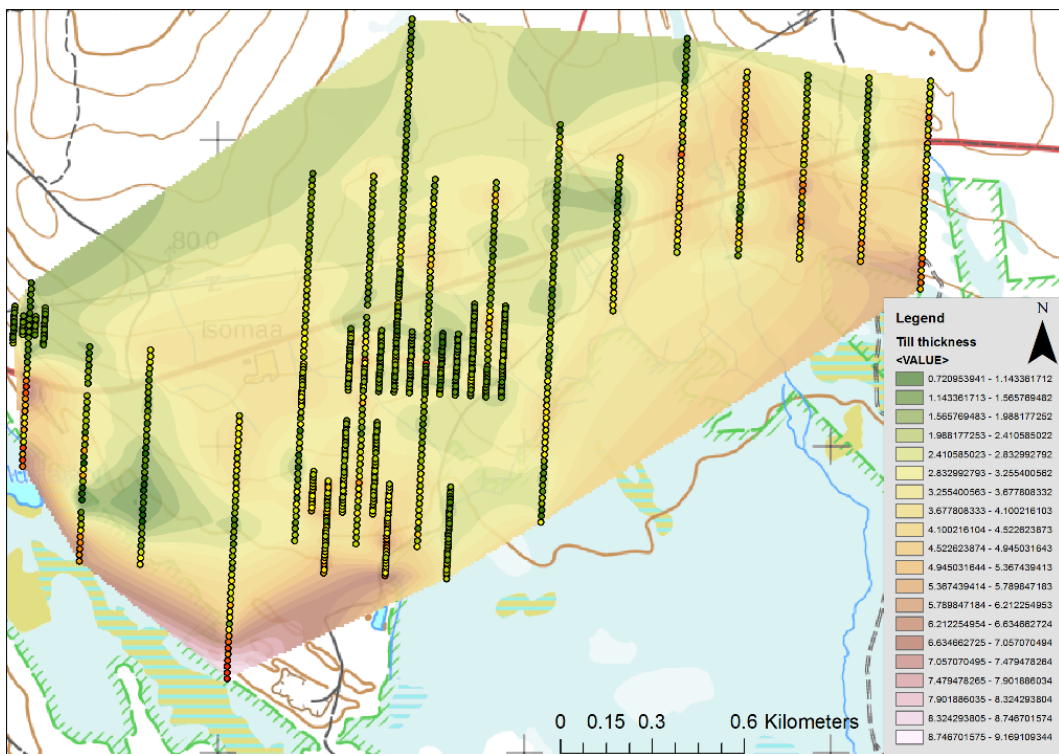 80.0
Isomaa
Legend
N
Till thickness
<VALUE>
0.720953941 - 1.143361712
1.143361713 - 1.565769482
1.565769483 - 1.988177252
1.988177253 - 2.410585022
2.410585023 - 2.832992792
2.832992793 - 3.255400562
3.255400563 - 3.677808332
3.677808333 - 4.100216103
4.100216104 - 4.522623873
4.522623874 - 4.945031643
4.945031644 - 5.367439413
5.367439414 - 5.789847183
5.789847184 - 6.212254953
6.212254954 - 6.634662724
6.634662725 - 7.057070494
7.057070495 - 7.479478264
7.479478265 - 7.901886034
7.901886035 - 8.324293804
8.324293805 - 8.746701574
8.746701575 - 9.169109344
0 0.15 0.3 0.6 Kilometers